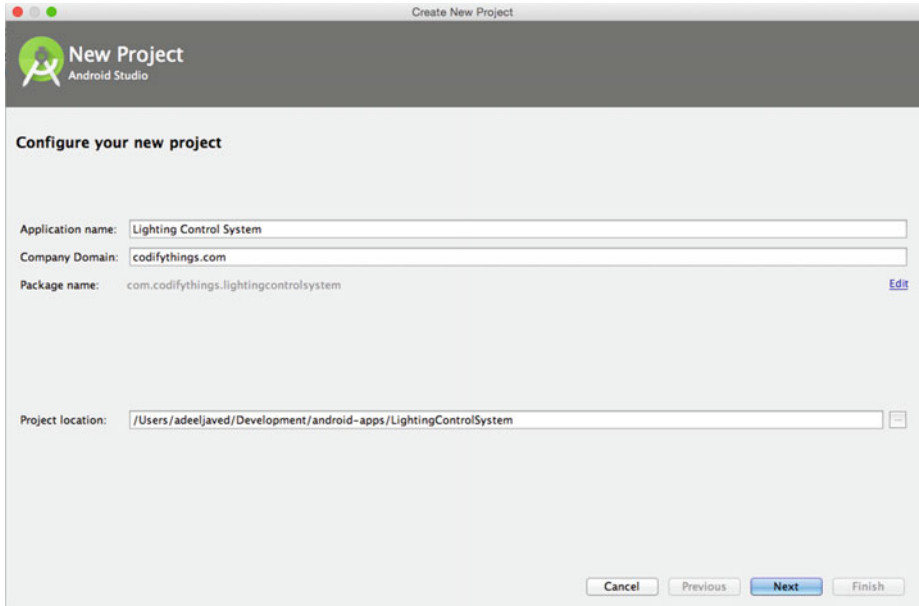 Create New Project
New Project
Android Studio
Configure your new project
Application name: Lighting Control System
Company Domain: codifythings.com
Package name: com.codifythings.lightingcontrolsystem Edit
Project location: /Users/adeeljaved/Development/android-apps/LightingControlSystem ...
Cancel Previous Next Finish